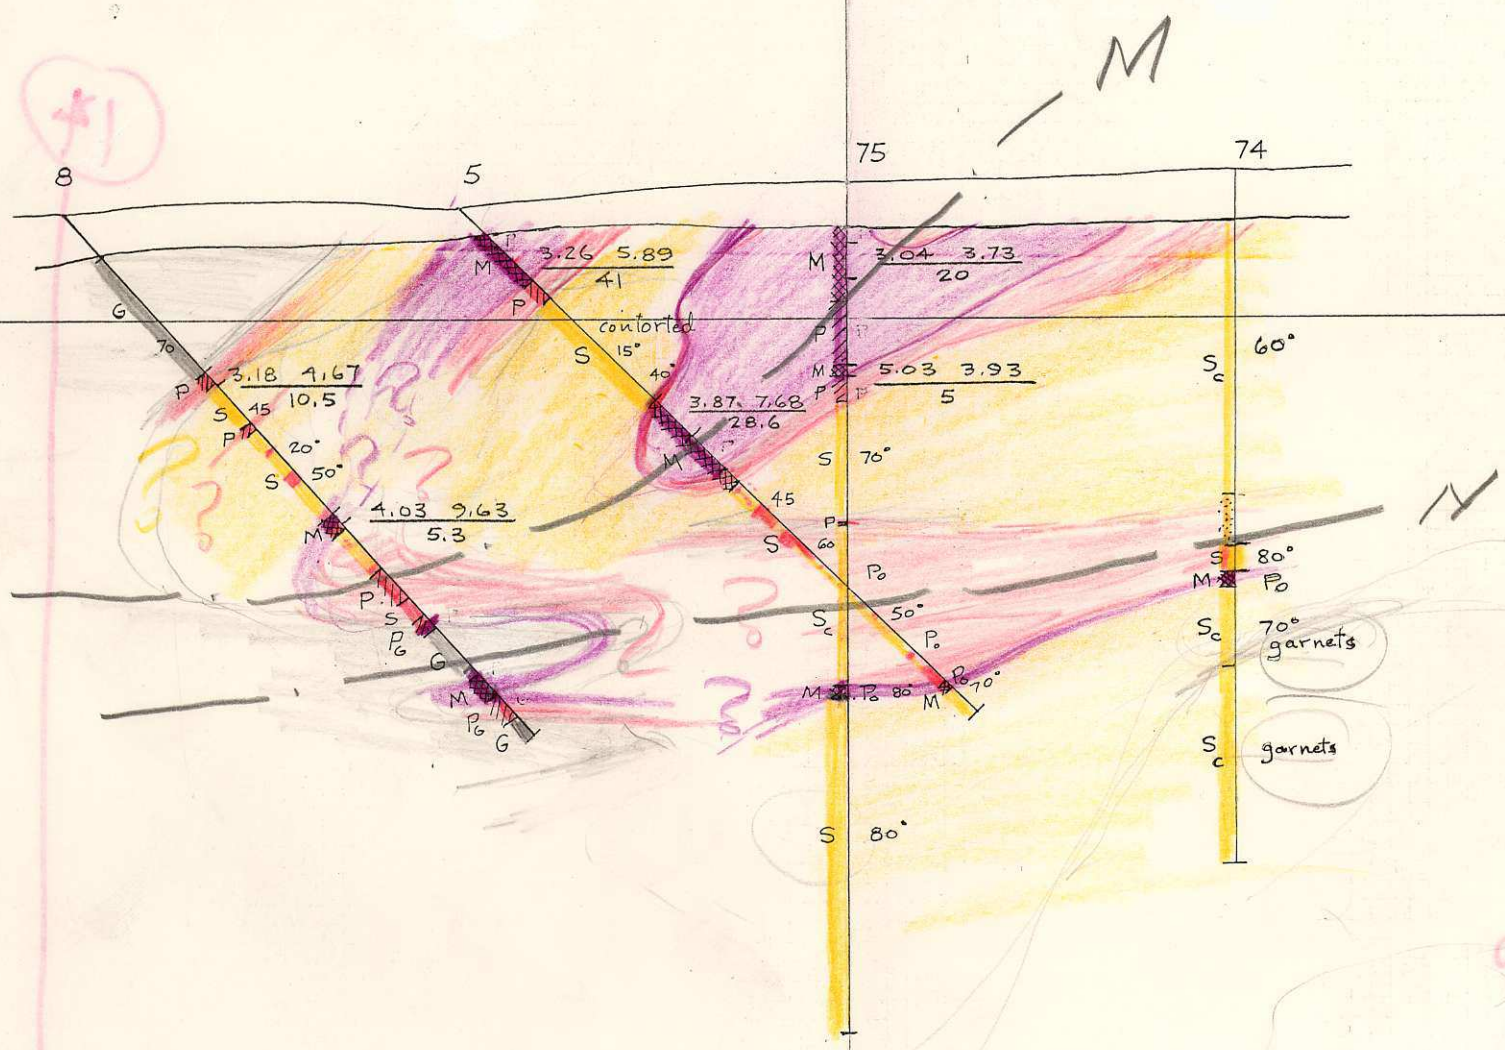 M
#1
8
5
75
74
P
3.26 5.89
41
M
P
contorted
S
15°
40°
M
3.04 3.73
20
P
M
5.03 3.93
5
P
G
70
P
3.18 4.67
10.5
S
45
P
20°
S
50°
3.87 7.68
28.6
M
4.03 9.63
5.3
M
45
S
60
P
S
70°
Sc
60°
N
S
80°
M
Po
Po
50°
Sc
Po
P
S
PG
G
M
PG
G
Po
70°
M
M
Po
80°
Sc
70°
garnets
Sc
garnets
S
80°